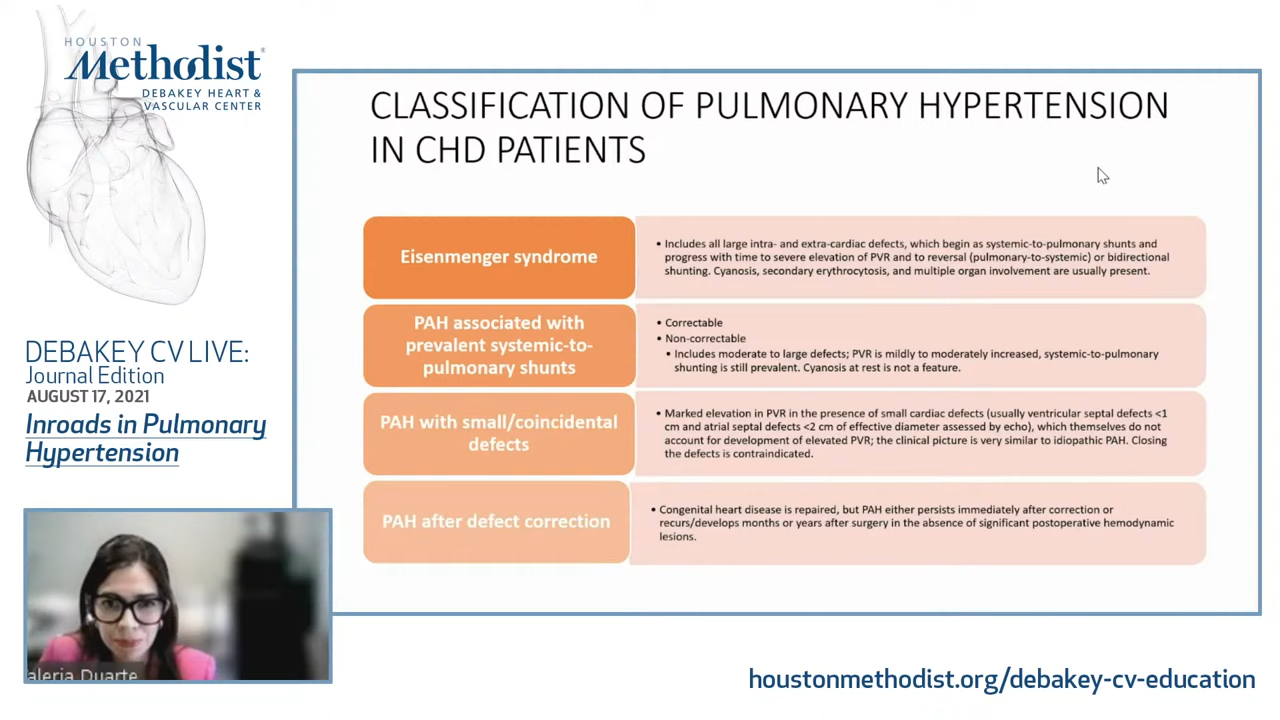 HOUSTON
Methodist®
DEBAKEY HEART &
VASCULAR CENTER
DEBAKEY CV LIVE:
Journal Edition
AUGUST 17, 2021
Inroads in Pulmonary
Hypertension
CLASSIFICATION OF PULMONARY HYPERTENSION
IN CHD PATIENTS
Eisenmenger syndrome
• Includes all large intra- and extra-cardiac defects, which begin as systemic-to-pulmonary shunts and
progress with time to severe elevation of PVR and to reversal (pulmonary-to-systemic) or bidirectional
shunting. Cyanosis, secondary erythrocytosis, and multiple organ involvement are usually present.
PAH associated with
prevalent systemic-to-
pulmonary shunts
• Correctable
• Non-correctable
• Includes moderate to large defects; PVR is mildly to moderately increased, systemic-to-pulmonary
shunting is still prevalent. Cyanosis at rest is not a feature.
PAH with small/coincidental
defects
• Marked elevation in PVR in the presence of small cardiac defects (usually ventricular septal defects <1
cm and atrial septal defects <2 cm of effective diameter assessed by echo), which themselves do not
account for development of elevated PVR; the clinical picture is very similar to idiopathic PAH. Closing
the defects is contraindicated.
PAH after defect correction
• Congenital heart disease is repaired, but PAH either persists immediately after correction or
recurs/develops months or years after surgery in the absence of significant postoperative hemodynamic
lesions.
aleria Duarte
houstonmethodist.org/debakey-cv-education